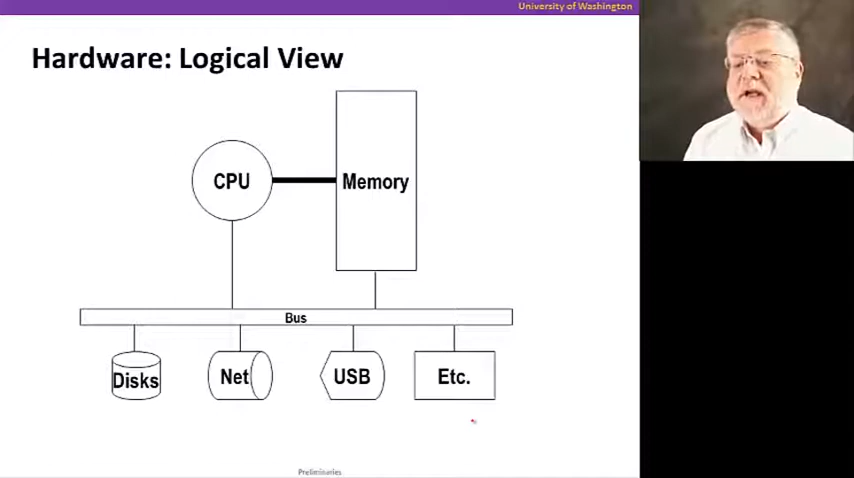 University of Washington
Hardware: Logical View
CPU
Memory
Bus
Disks
Net
USB
Etc.
Preliminaries